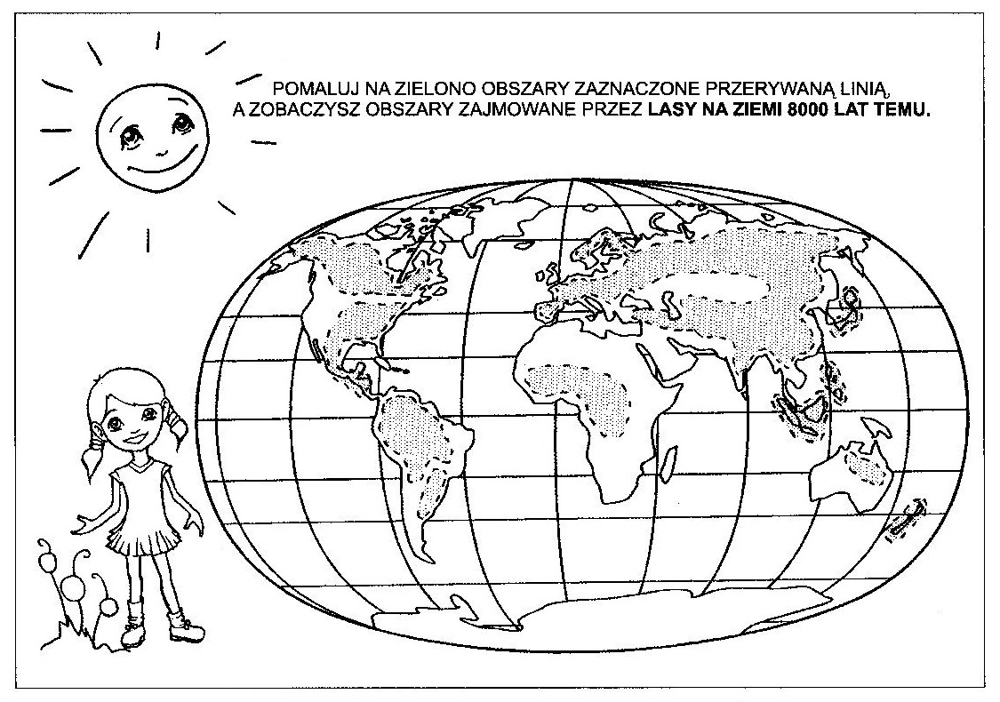 POMALUJ NA ZIELONO OBSZARY ZAZNACZONE PRZERYWANĄ LINIĄ,
A ZOBACZYSZ OBSZARY ZAJMOWANE PRZEZ LASY NA ZIEMI 8000 LAT TEMU.